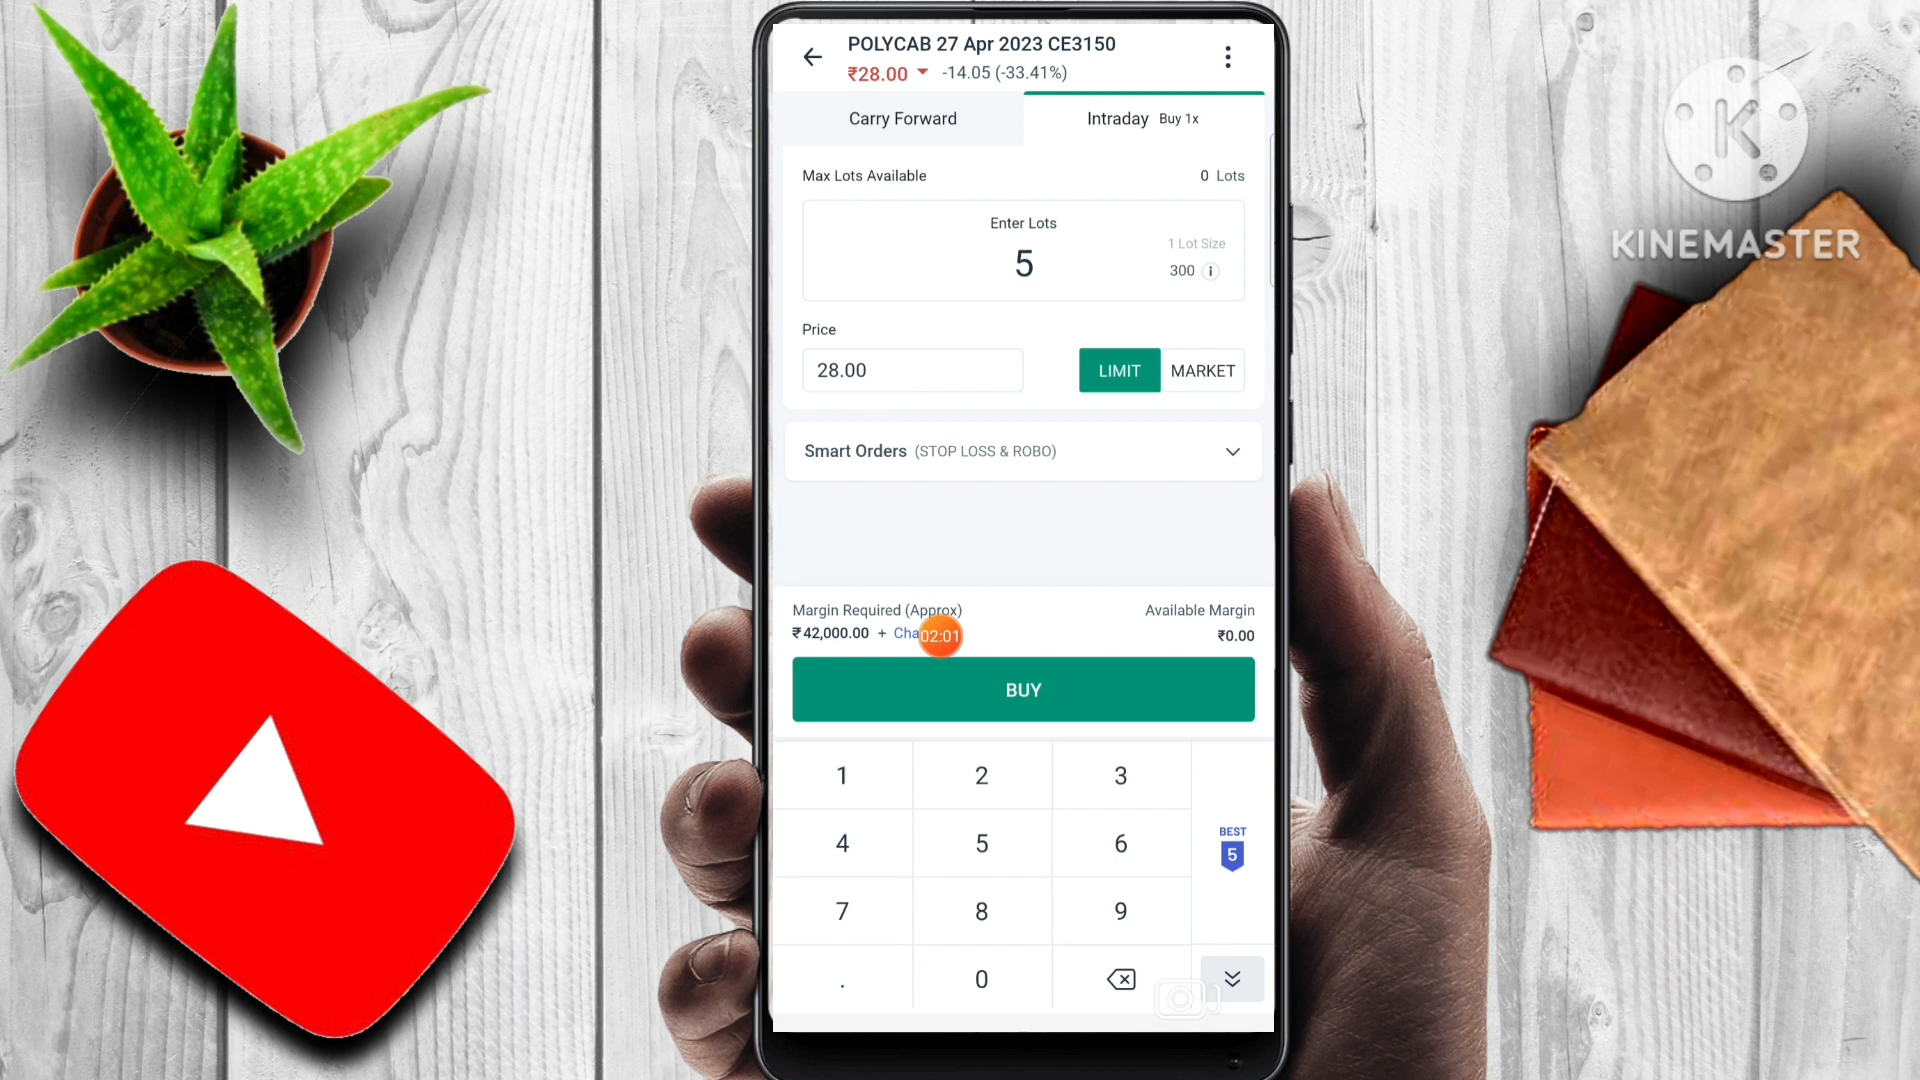 POLYCAB 27 Apr 2023 CE3150
₹28.00 -14.05 (-33.41%)
Carry Forward
Intraday Buy 1x
Max Lots Available 0 Lots
Enter Lots
5
1 Lot Size
300
Price
28.00
LIMIT
MARKET
Smart Orders (STOP LOSS & ROBO)
Margin Required (Approx)
₹42,000.00 +
02:01
Available Margin
₹0.00
BUY
1 2 3
4 5 6
BEST
5
7 8 9
. 0
K
KINEMASTER